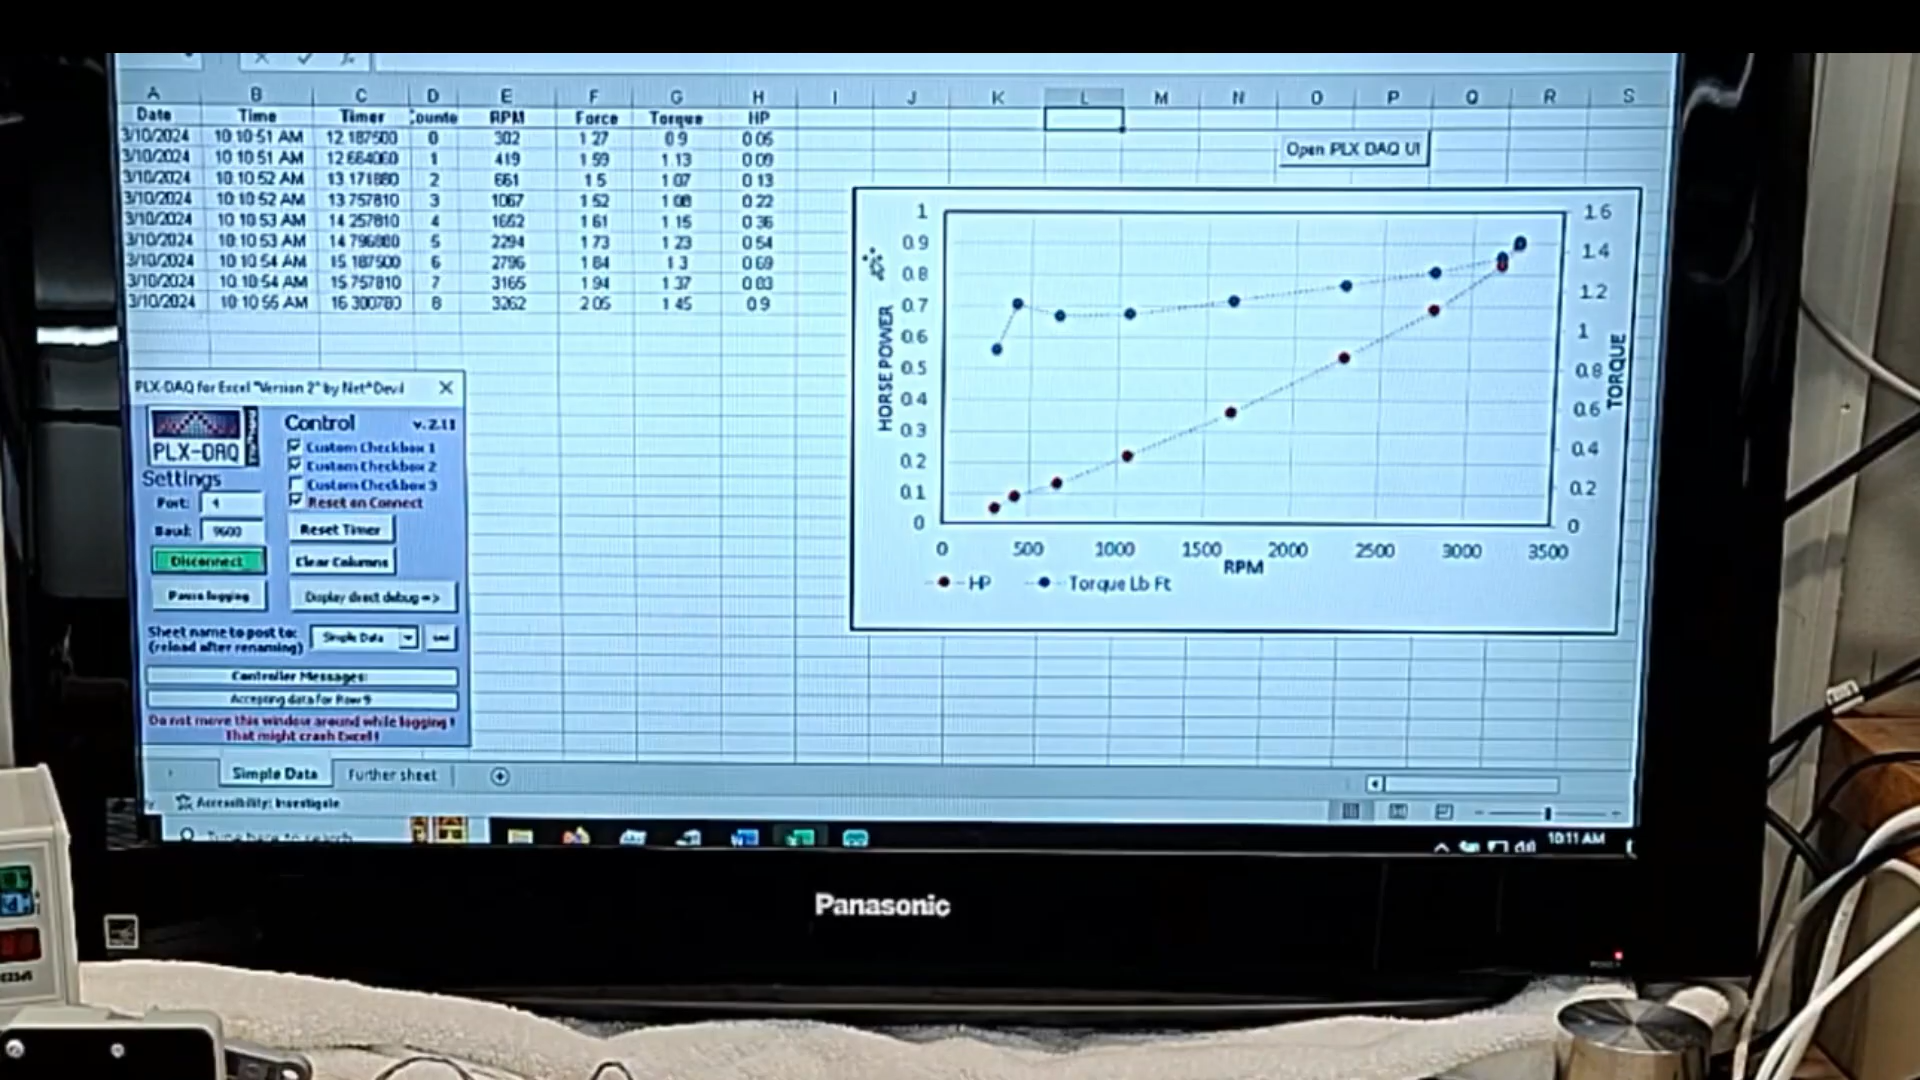 A B C D E F G H I J K L M N O P Q R S
Date Time Timer Counte RPM Force Torque HP
3/10/2024 10:10:51 AM 12.187500 0 302 1.27 0.9 0.05
3/10/2024 10:10:51 AM 12.664060 1 419 1.59 1.13 0.09
3/10/2024 10:10:52 AM 13.171880 2 661 1.5 1.07 0.13
3/10/2024 10:10:52 AM 13.757810 3 1067 1.52 1.08 0.22
3/10/2024 10:10:53 AM 14.257810 4 1662 1.61 1.15 0.36
3/10/2024 10:10:53 AM 14.796880 5 2294 1.73 1.23 0.54
3/10/2024 10:10:54 AM 15.187500 6 2796 1.84 1.3 0.69
3/10/2024 10:10:54 AM 15.757810 7 3165 1.94 1.37 0.83
3/10/2024 10:10:55 AM 16.300780 8 3262 2.05 1.45 0.9
Open PLX DAQ UI
1
0.9
0.8
0.7
0.6
0.5
0.4
0.3
0.2
0.1
0
HORSE POWER
1.6
1.4
1.2
1
0.8
0.6
0.4
0.2
0
TORQUE
0 500 1000 1500 2000 2500 3000 3500
RPM
HP Torque Lb Ft
PLX-DAQ for Excel "Version 2" by Net^Devil
PLX-DAQ
Control v. 2.11
Custom Checkbox 1
Custom Checkbox 2
Custom Checkbox 3
Reset on Connect
Settings
Port: 4
Baud: 9600
Reset Timer
Disconnect
Clear Columns
Pause logging
Display direct debug =>
Sheet name to post to:
(reload after renaming)
Simple Data
Controller Messages:
Accepting data for Row 9
Do not move this window around while logging !
That might crash Excel !
Simple Data Further sheet
Accessibility: Investigate
Type here to search
10:11 AM
Panasonic